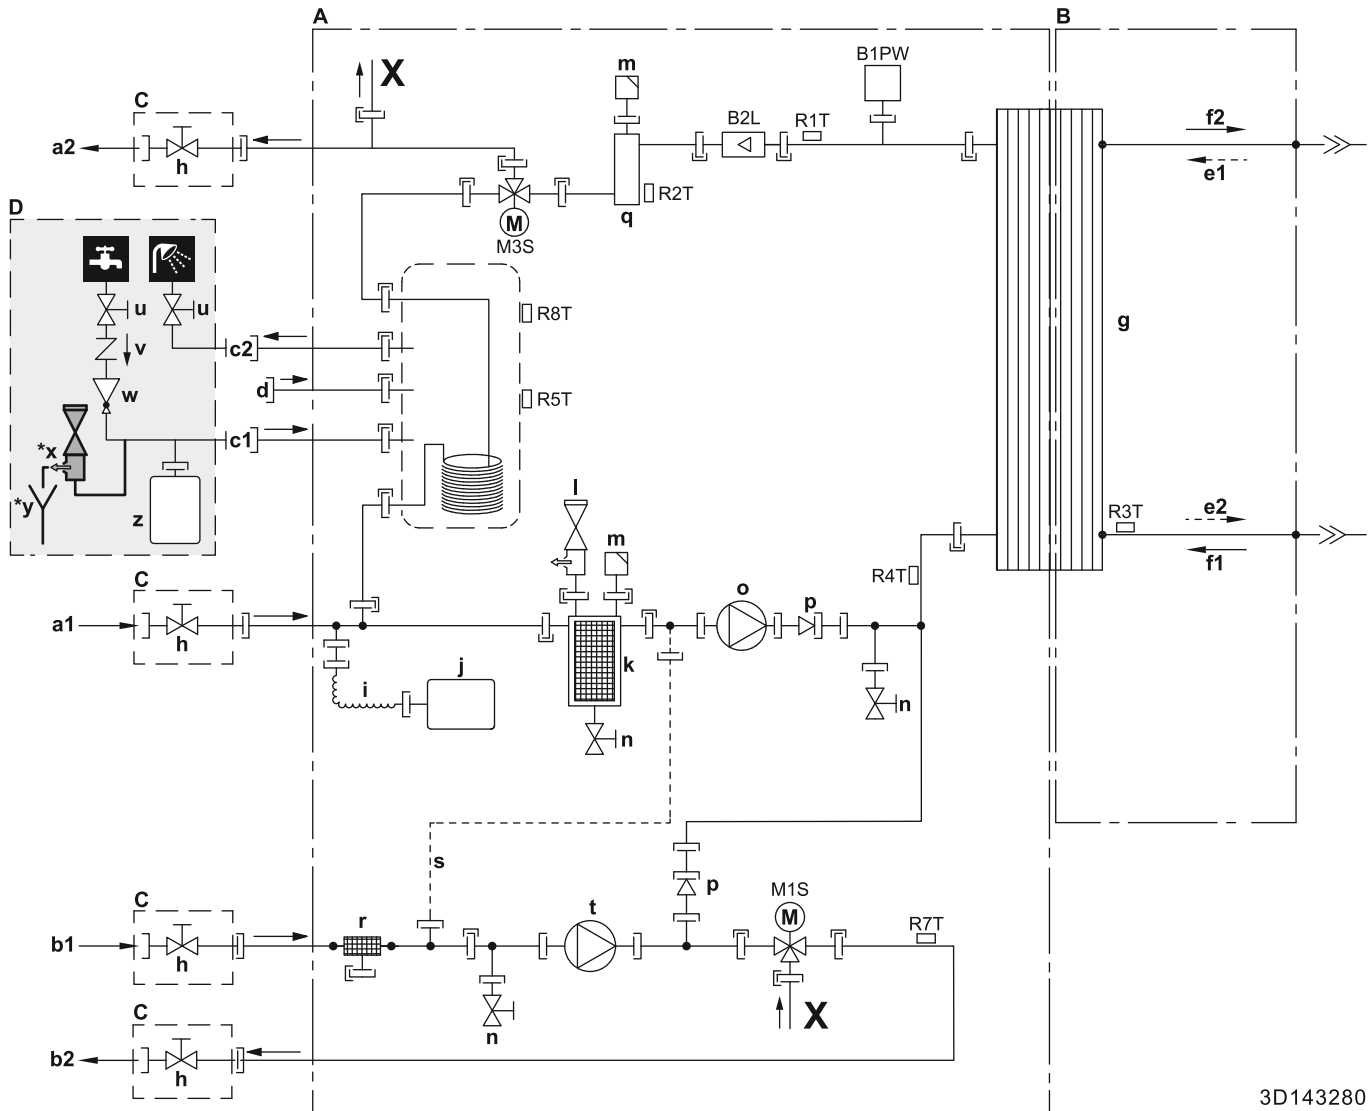 A
B
X
m
B1PW
C
B2L
R1T
f2
a2
h
e1
R2T
q
D
M
M3S
u
u
R8T
g
c2
v
d
w
R5T
c1
*x
l
*y
z
m
R3T
e2
f1
C
R4T
o
p
a1
h
k
j
i
n
n
s
p
M1S
C
r
t
M
R7T
b1
h
X
C
n
b2
h
3D143280